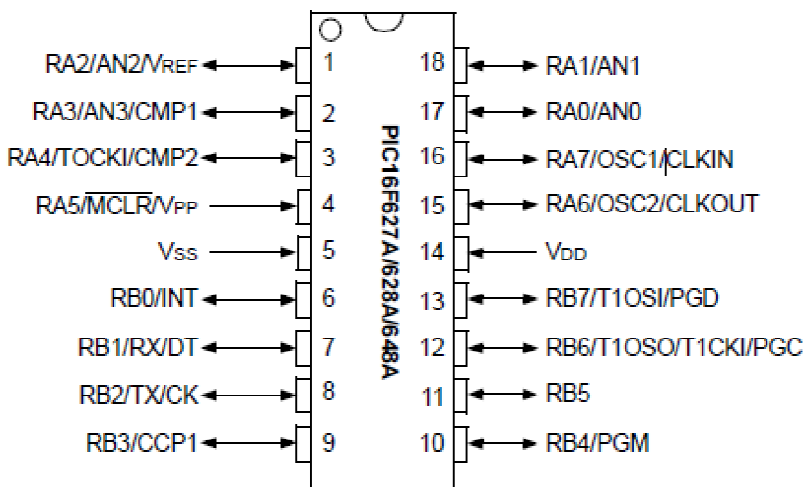 RA2/AN2/VREF 1 18 RA1/AN1
RA3/AN3/CMP1 2 17 RA0/AN0
RA4/TOCKI/CMP2 3 16 RA7/OSC1/CLKIN
RA5/MCLR/VPP 4 15 RA6/OSC2/CLKOUT
VSS 5 14 VDD
RB0/INT 6 13 RB7/T1OSI/PGD
RB1/RX/DT 7 12 RB6/T1OSO/T1CKI/PGC
RB2/TX/CK 8 11 RB5
RB3/CCP1 9 10 RB4/PGM
PIC16F627A/628A/648A